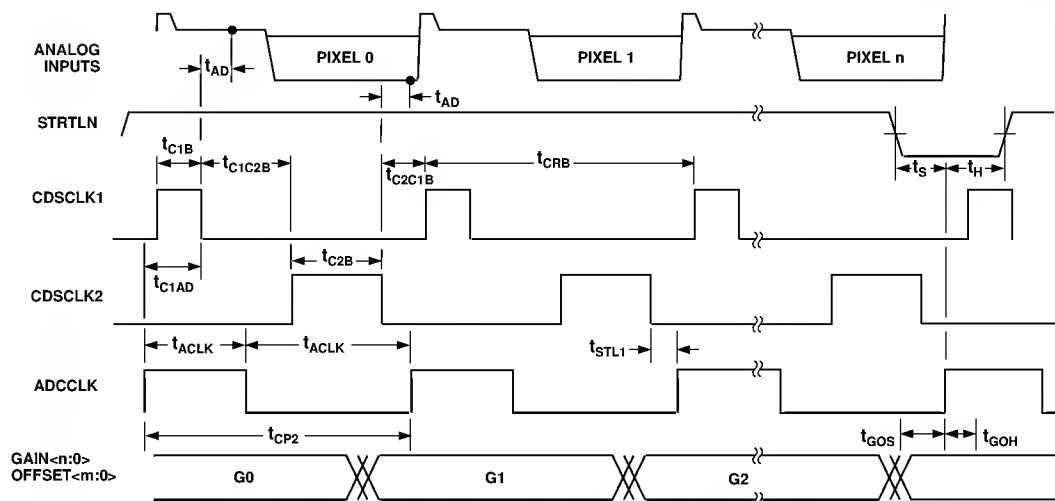 ANALOG
INPUTS
PIXEL 0
PIXEL 1
PIXEL n
tAD
tAD
STRTLN
tC1B
tC1C2B
tC2C1B
tCRB
tS
tH
CDSCLK1
tC1AD
tC2B
CDSCLK2
tACLK
tACLK
tSTL1
ADCCLK
tCP2
tGOS
tGOH
GAIN<n:0>
OFFSET<m:0>
G0
G1
G2